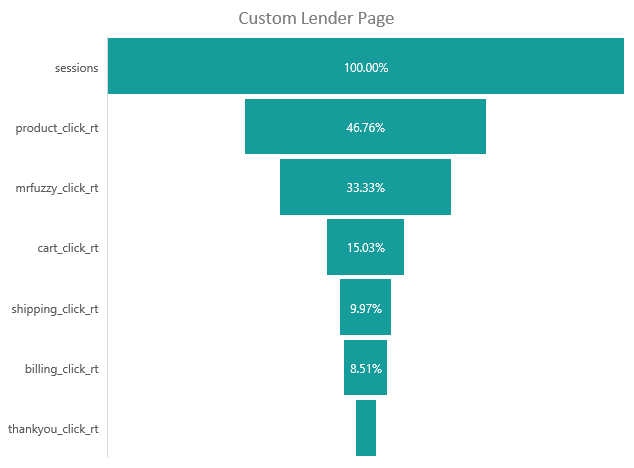 Custom Lender Page
sessions 100.00%
product_click_rt 46.76%
mrfuzzy_click_rt 33.33%
cart_click_rt 15.03%
shipping_click_rt 9.97%
billing_click_rt 8.51%
thankyou_click_rt